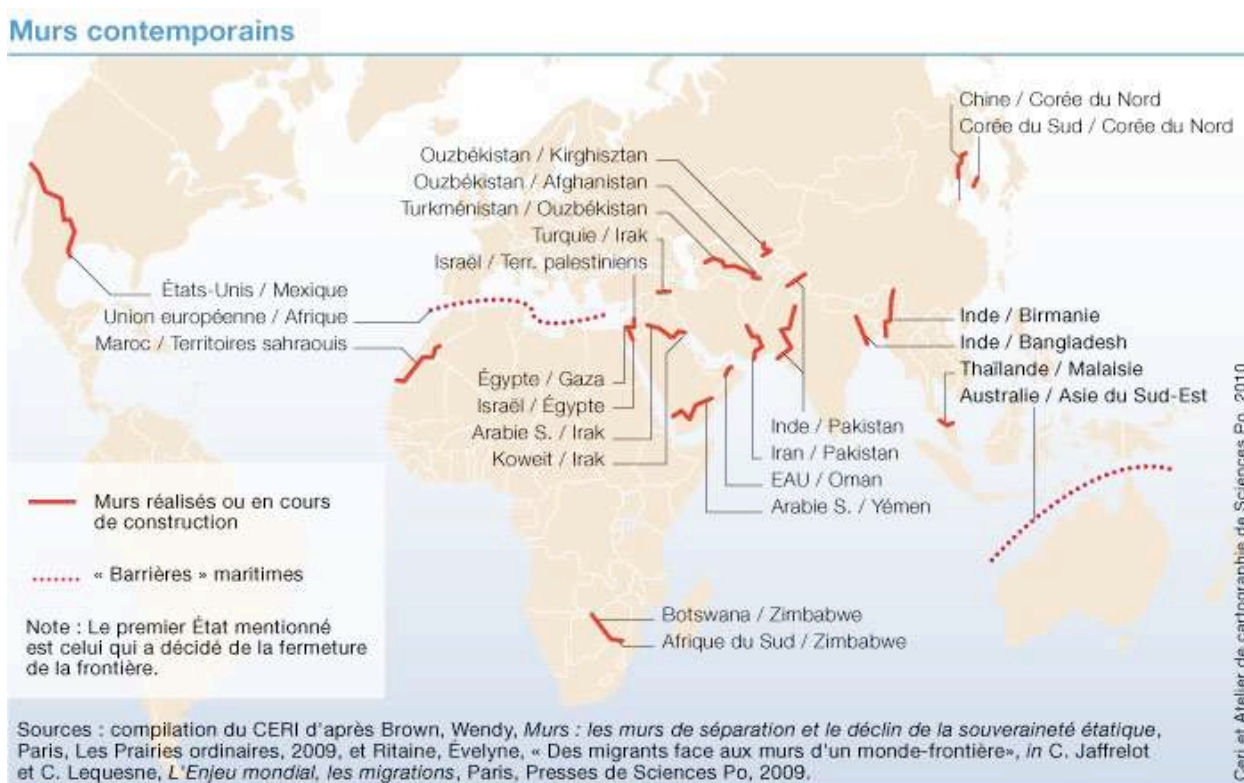 Murs contemporains
Chine / Corée du Nord
Corée du Sud / Corée du Nord
Ouzbékistan / Kirghisztan
Ouzbékistan / Afghanistan
Turkménistan / Ouzbékistan
Turquie / Irak
Israël / Terr. palestiniens
États-Unis / Mexique
Union européenne / Afrique
Maroc / Territoires sahraouis
Inde / Birmanie
Inde / Bangladesh
Thaïlande / Malaisie
Australie / Asie du Sud-Est
Égypte / Gaza
Israël / Égypte
Arabie S. / Irak
Koweit / Irak
Inde / Pakistan
Iran / Pakistan
EAU / Oman
Arabie S. / Yémen
Murs réalisés ou en cours
de construction
« Barrières » maritimes
Note : Le premier État mentionné
est celui qui a décidé de la fermeture
de la frontière.
Botswana / Zimbabwe
Afrique du Sud / Zimbabwe
Sources : compilation du CERI d'après Brown, Wendy, Murs : les murs de séparation et le déclin de la souveraineté étatique,
Paris, Les Prairies ordinaires, 2009, et Ritaine, Évelyne, « Des migrants face aux murs d'un monde-frontière», in C. Jaffrelot
et C. Lequesne, L'Enjeu mondial, les migrations, Paris, Presses de Sciences Po, 2009.
Ceri et Atelier de cartographie de Sciences Po, 2010